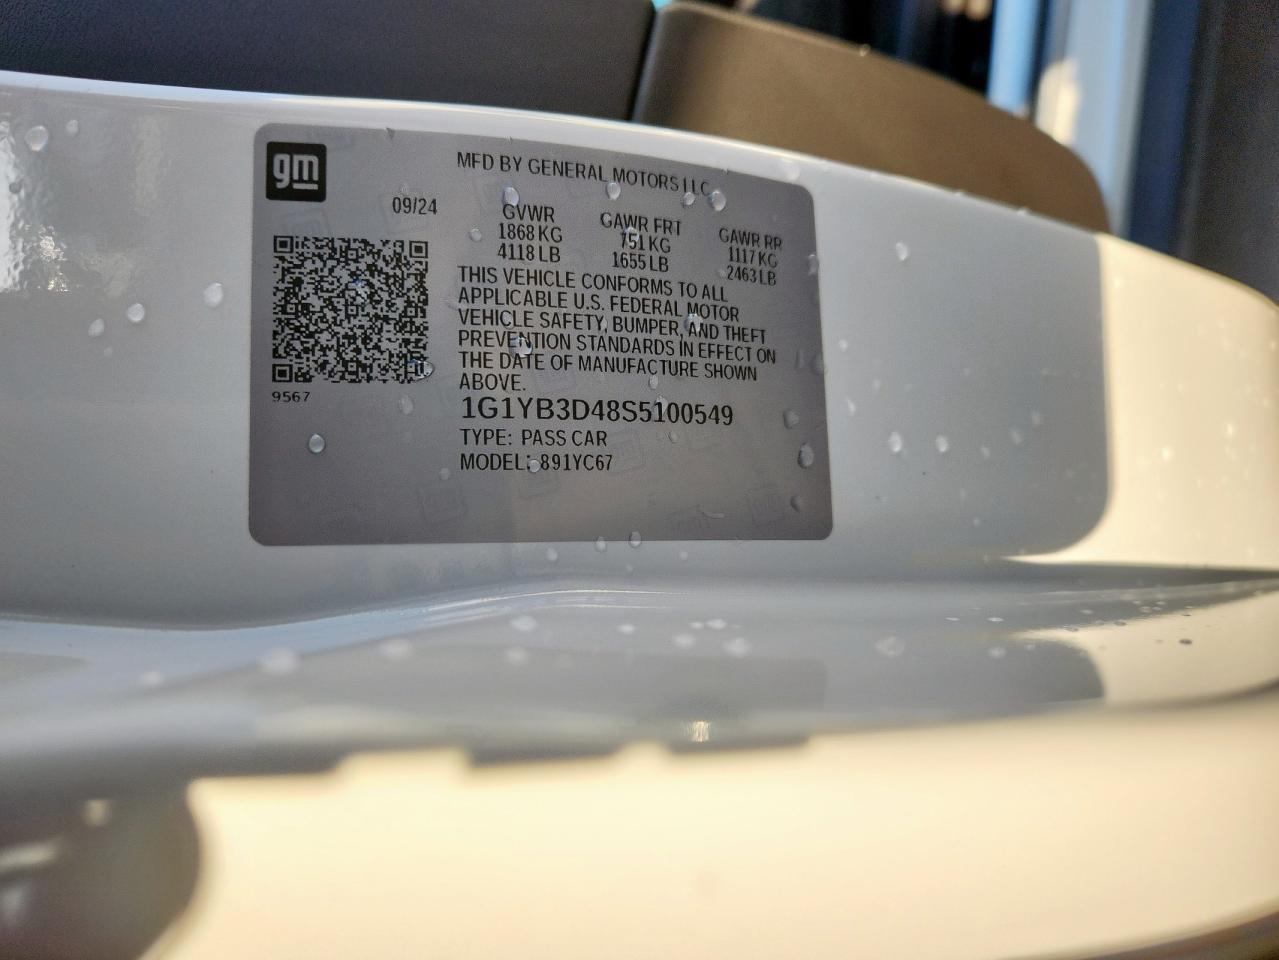 gm
MFD BY GENERAL MOTORS LLC
09/24
GVWR GAWR FRT GAWR RR
1868 KG 751 KG 1117 KG
4118 LB 1655 LB 2463 LB
THIS VEHICLE CONFORMS TO ALL
APPLICABLE U.S. FEDERAL MOTOR
VEHICLE SAFETY, BUMPER, AND THEFT
PREVENTION STANDARDS IN EFFECT ON
THE DATE OF MANUFACTURE SHOWN
ABOVE.
9567
1G1YB3D48S5100549
TYPE: PASS CAR
MODEL: 891YC67